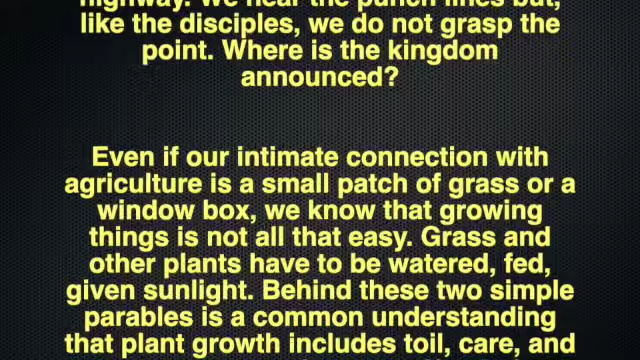 highway. We hear the punch lines but,
like the disciples, we do not grasp the
point. Where is the kingdom
announced?
Even if our intimate connection with
agriculture is a small patch of grass or a
window box, we know that growing
things is not all that easy. Grass and
other plants have to be watered, fed,
given sunlight. Behind these two simple
parables is a common understanding
that plant growth includes toil, care, and